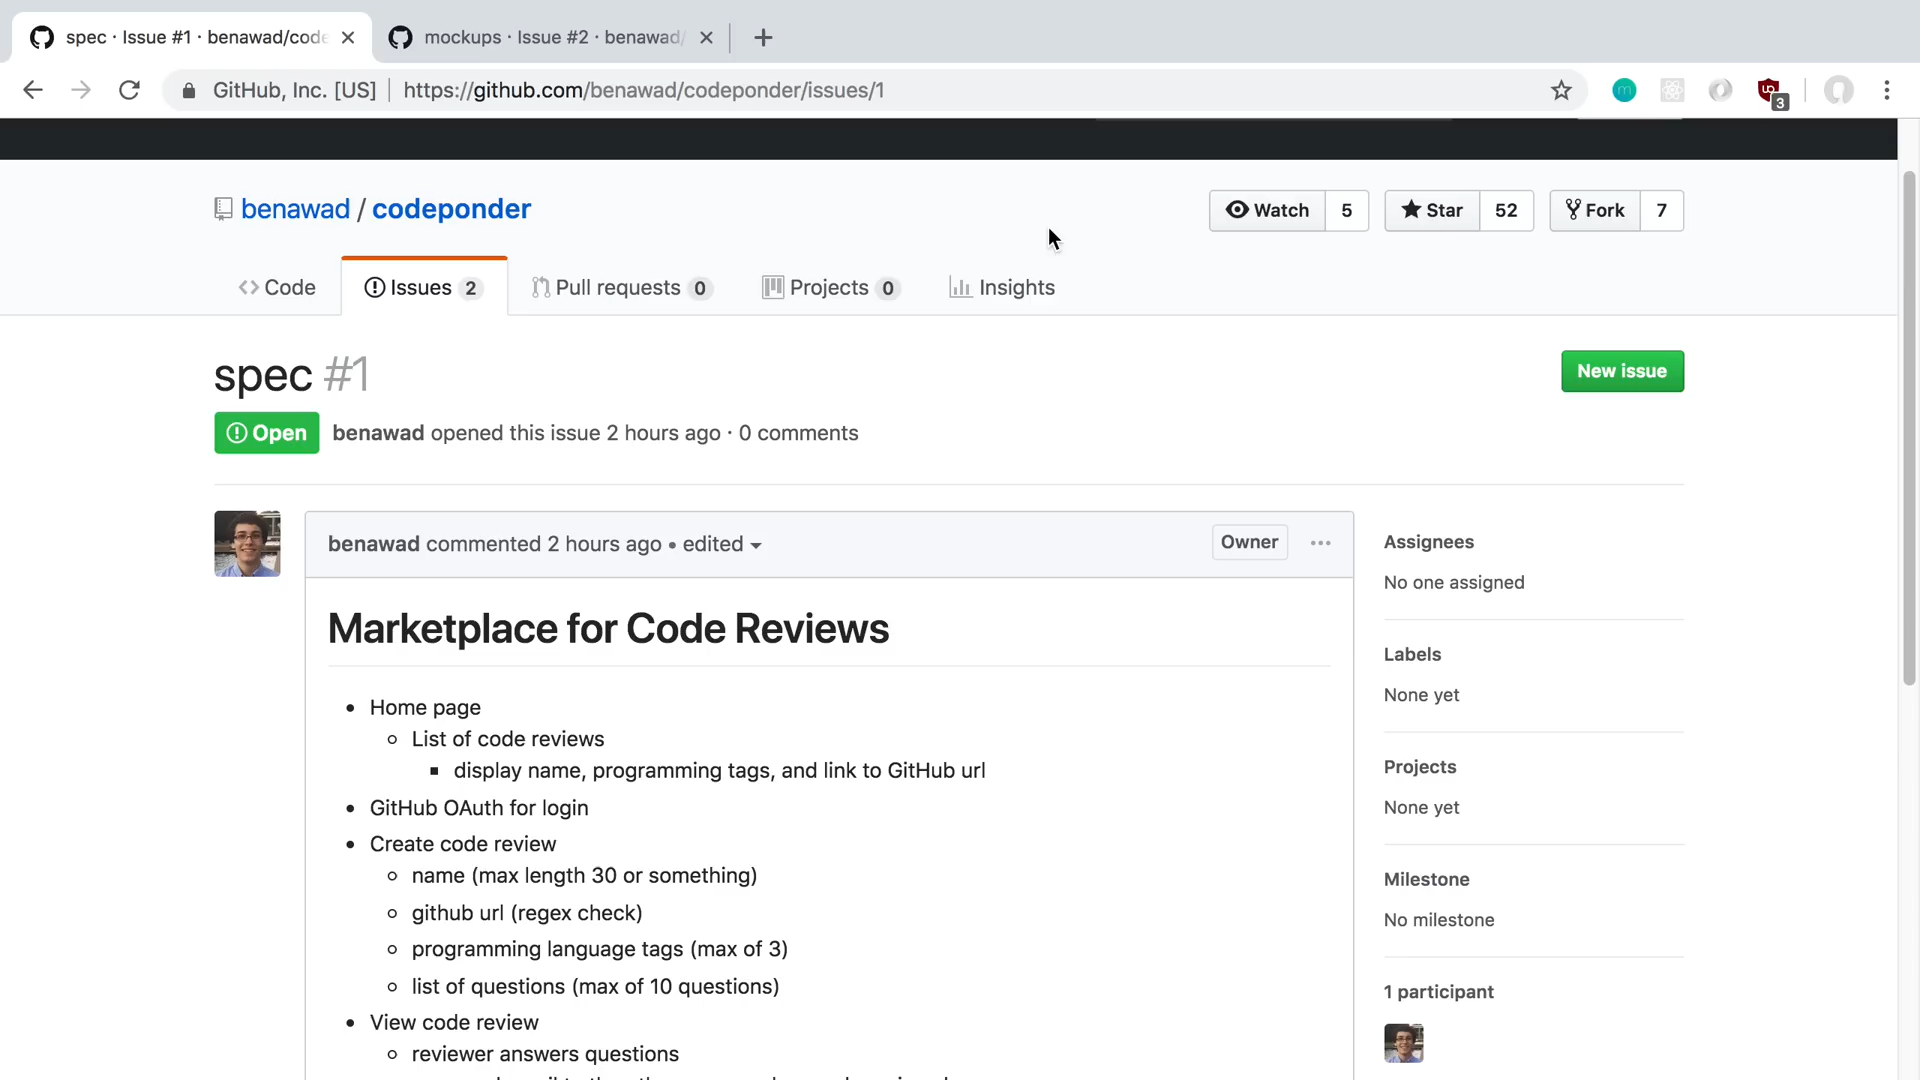 spec · Issue #1 · benawad/code
mockups · Issue #2 · benawad/
GitHub, Inc. [US] https://github.com/benawad/codeponder/issues/1
3
benawad / codeponder
Watch 5
Star 52
Fork 7
Code
Issues 2
Pull requests 0
Projects 0
Insights
spec #1
New issue
Open
benawad opened this issue 2 hours ago · 0 comments
benawad commented 2 hours ago • edited
Owner
Marketplace for Code Reviews
Home page
List of code reviews
display name, programming tags, and link to GitHub url
GitHub OAuth for login
Create code review
name (max length 30 or something)
github url (regex check)
programming language tags (max of 3)
list of questions (max of 10 questions)
View code review
reviewer answers questions
Assignees
No one assigned
Labels
None yet
Projects
None yet
Milestone
No milestone
1 participant